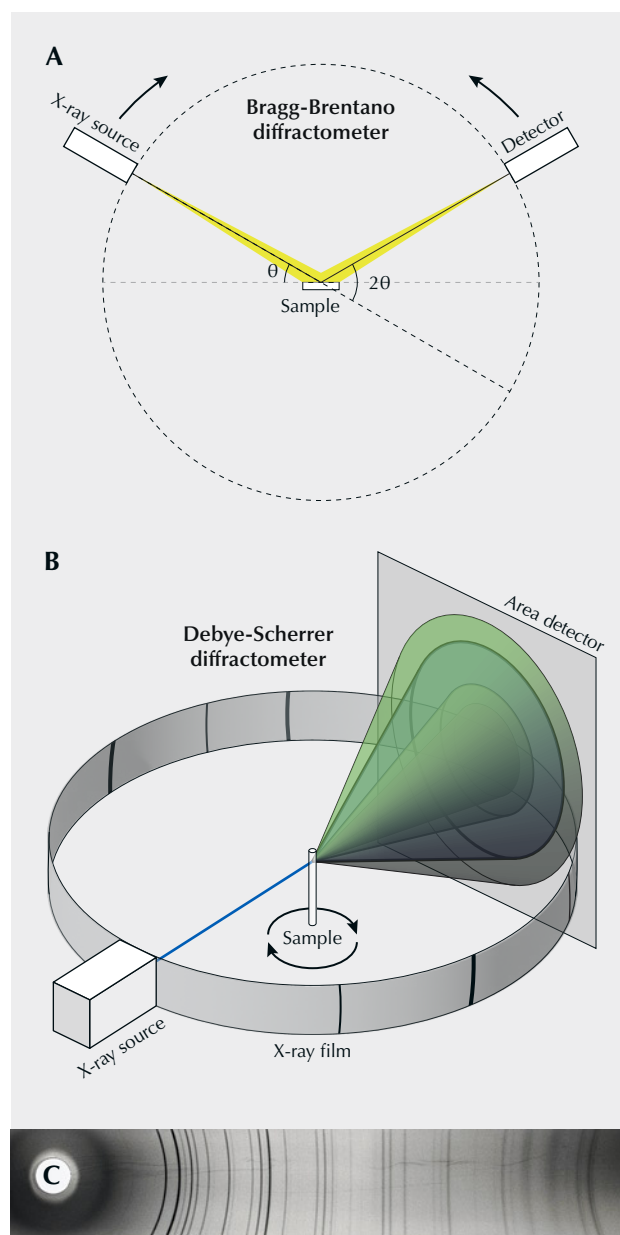 A
X-ray source
Bragg-Brentano
diffractometer
Detector
θ
2θ
Sample
B
Area detector
Debye-Scherrer
diffractometer
Sample
X-ray source
X-ray film
C